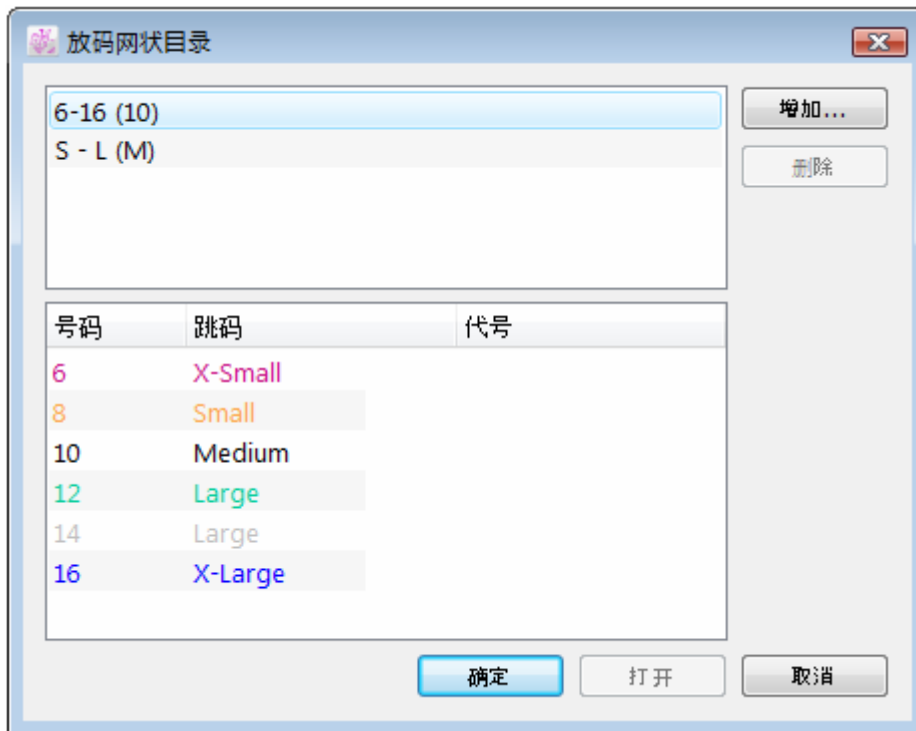 放码网状目录
6-16 (10)
S - L (M)
增加...
删除
号码 跳码 代号
6 X-Small
8 Small
10 Medium
12 Large
14 Large
16 X-Large
确定 打开 取消